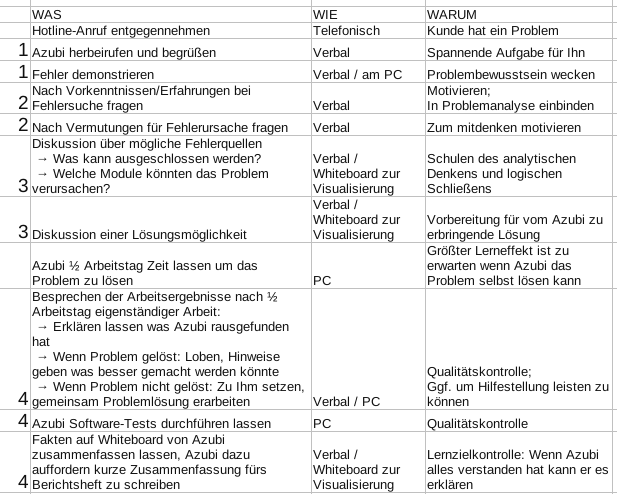 WAS WIE WARUM
Hotline-Anruf entgegennehmen Telefonisch Kunde hat ein Problem
1 Azubi herbeirufen und begrüßen Verbal Spannende Aufgabe für Ihn
1 Fehler demonstrieren Verbal / am PC Problembewusstsein wecken
Nach Vorkenntnissen/Erfahrungen bei Motivieren;
2 Fehlersuche fragen Verbal In Problemanalyse einbinden
2 Nach Vermutungen für Fehlerursache fragen Verbal Zum mitdenken motivieren
Diskussion über mögliche Fehlerquellen
→ Was kann ausgeschlossen werden? Verbal / Schulen des analytischen
→ Welche Module könnten das Problem Whiteboard zur Denkens und logischen
3 verursachen? Visualisierung Schließens
Verbal /
Whiteboard zur Vorbereitung für vom Azubi zu
3 Diskussion einer Lösungsmöglichkeit Visualisierung erbringende Lösung
Größter Lerneffekt ist zu
Azubi ½ Arbeitstag Zeit lassen um das erwarten wenn Azubi das
Problem zu lösen PC Problem selbst lösen kann
Besprechen der Arbeitsergebnisse nach ½
Arbeitstag eigenständiger Arbeit:
→ Erklären lassen was Azubi rausgefunden
hat
→ Wenn Problem gelöst: Loben, Hinweise
geben was besser gemacht werden könnte Qualitätskontrolle;
→ Wenn Problem nicht gelöst: Zu Ihm setzen, Ggf. um Hilfestellung leisten zu
4 gemeinsam Problemlösung erarbeiten Verbal / PC können
4 Azubi Software-Tests durchführen lassen PC Qualitätskontrolle
Fakten auf Whiteboard von Azubi
zusammenfassen lassen, Azubi dazu Verbal / Lernzielkontrolle: Wenn Azubi
auffordern kurze Zusammenfassung fürs Whiteboard zur alles verstanden hat kann er es
4 Berichtsheft zu schreiben Visualisierung erklären